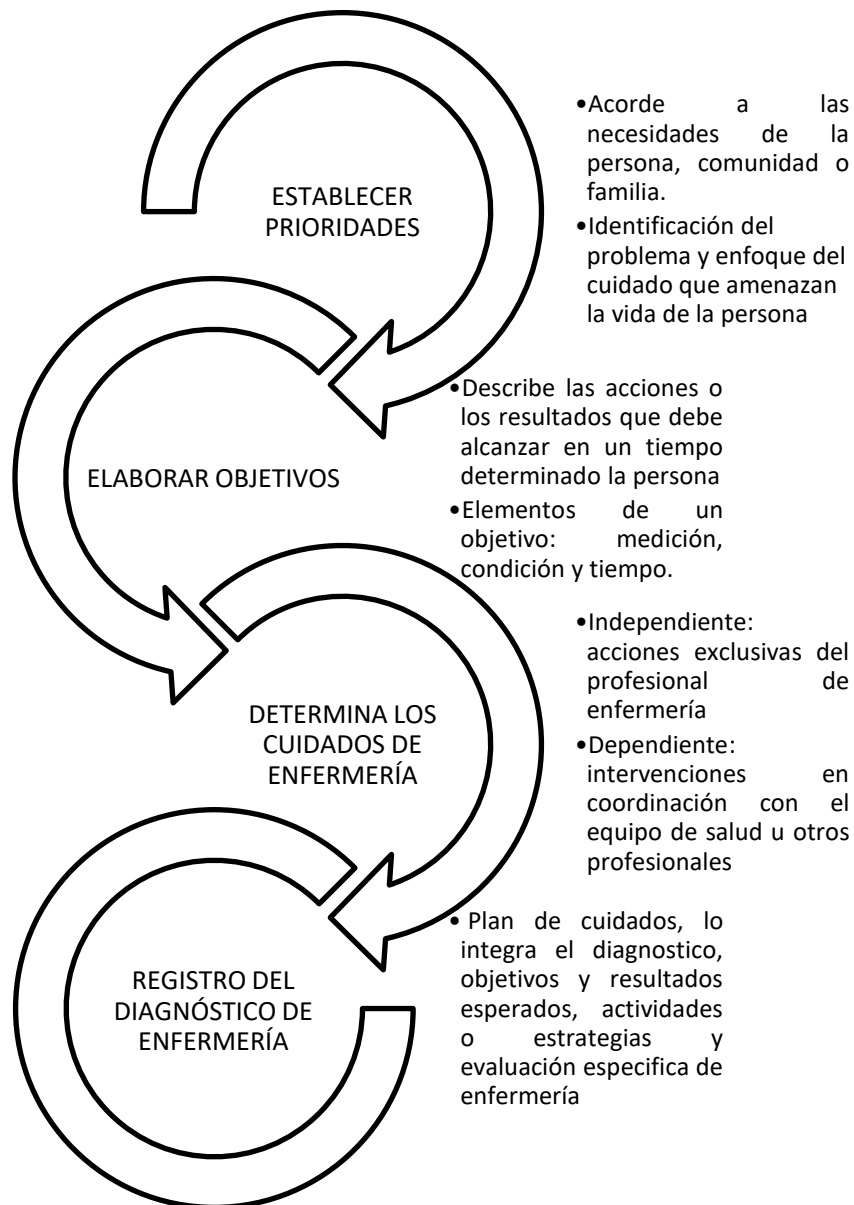 ESTABLECER
PRIORIDADES
•Acorde a las
necesidades de la
persona, comunidad o
familia.
•Identificación del
problema y enfoque del
cuidado que amenazan
la vida de la persona
ELABORAR OBJETIVOS
•Describe las acciones o
los resultados que debe
alcanzar en un tiempo
determinado la persona
•Elementos de un
objetivo: medición,
condición y tiempo.
DETERMINA LOS
CUIDADOS DE
ENFERMERÍA
•Independiente:
acciones exclusivas del
profesional de
enfermería
•Dependiente:
intervenciones en
coordinación con el
equipo de salud u otros
profesionales
REGISTRO DEL
DIAGNÓSTICO DE
ENFERMERÍA
• Plan de cuidados, lo
integra el diagnostico,
objetivos y resultados
esperados, actividades
o estrategias y
evaluación especifica de
enfermería